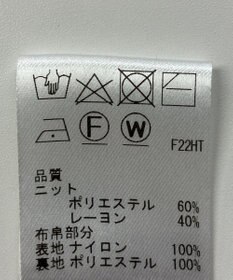 F W F22HT
品質
ニット
ポリエステル 60%
レーヨン 40%
布帛部分
表地 ナイロン 100%
裏地 ポリエステル 100%